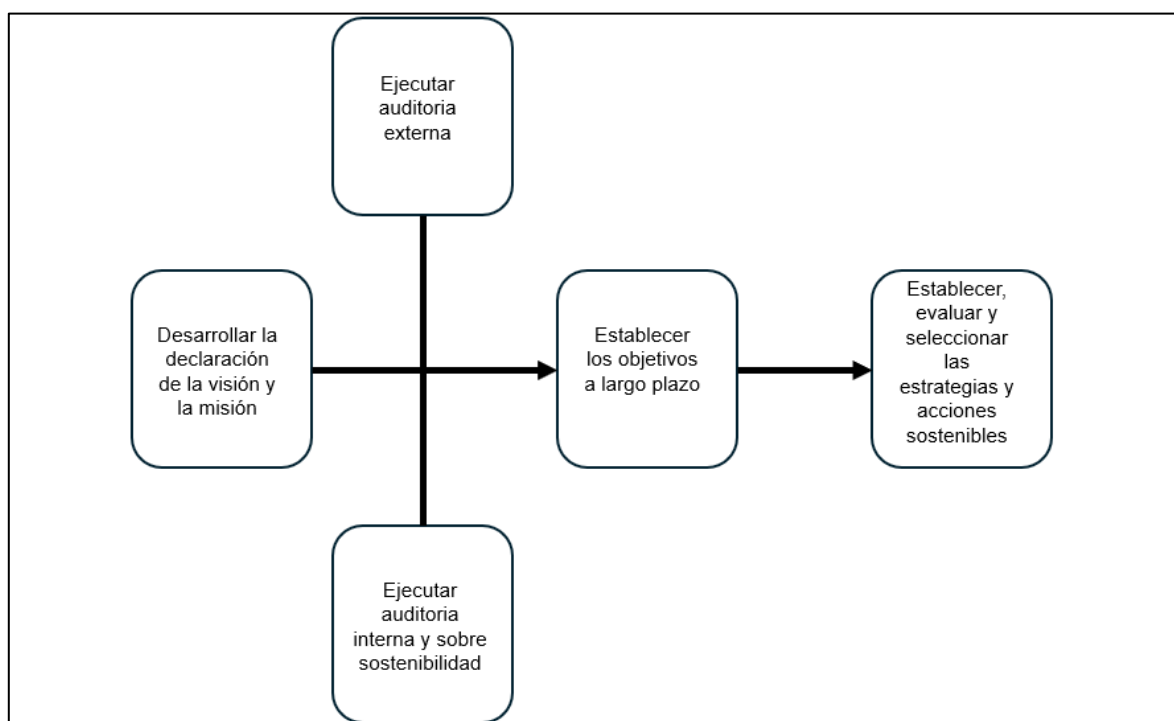 Ejecutar
auditoria
externa
Desarrollar la
declaración
de la visión y
la misión
Establecer
los objetivos
a largo plazo
Establecer,
evaluar y
seleccionar
las
estrategias y
acciones
sostenibles
Ejecutar
auditoria
interna y sobre
sostenibilidad